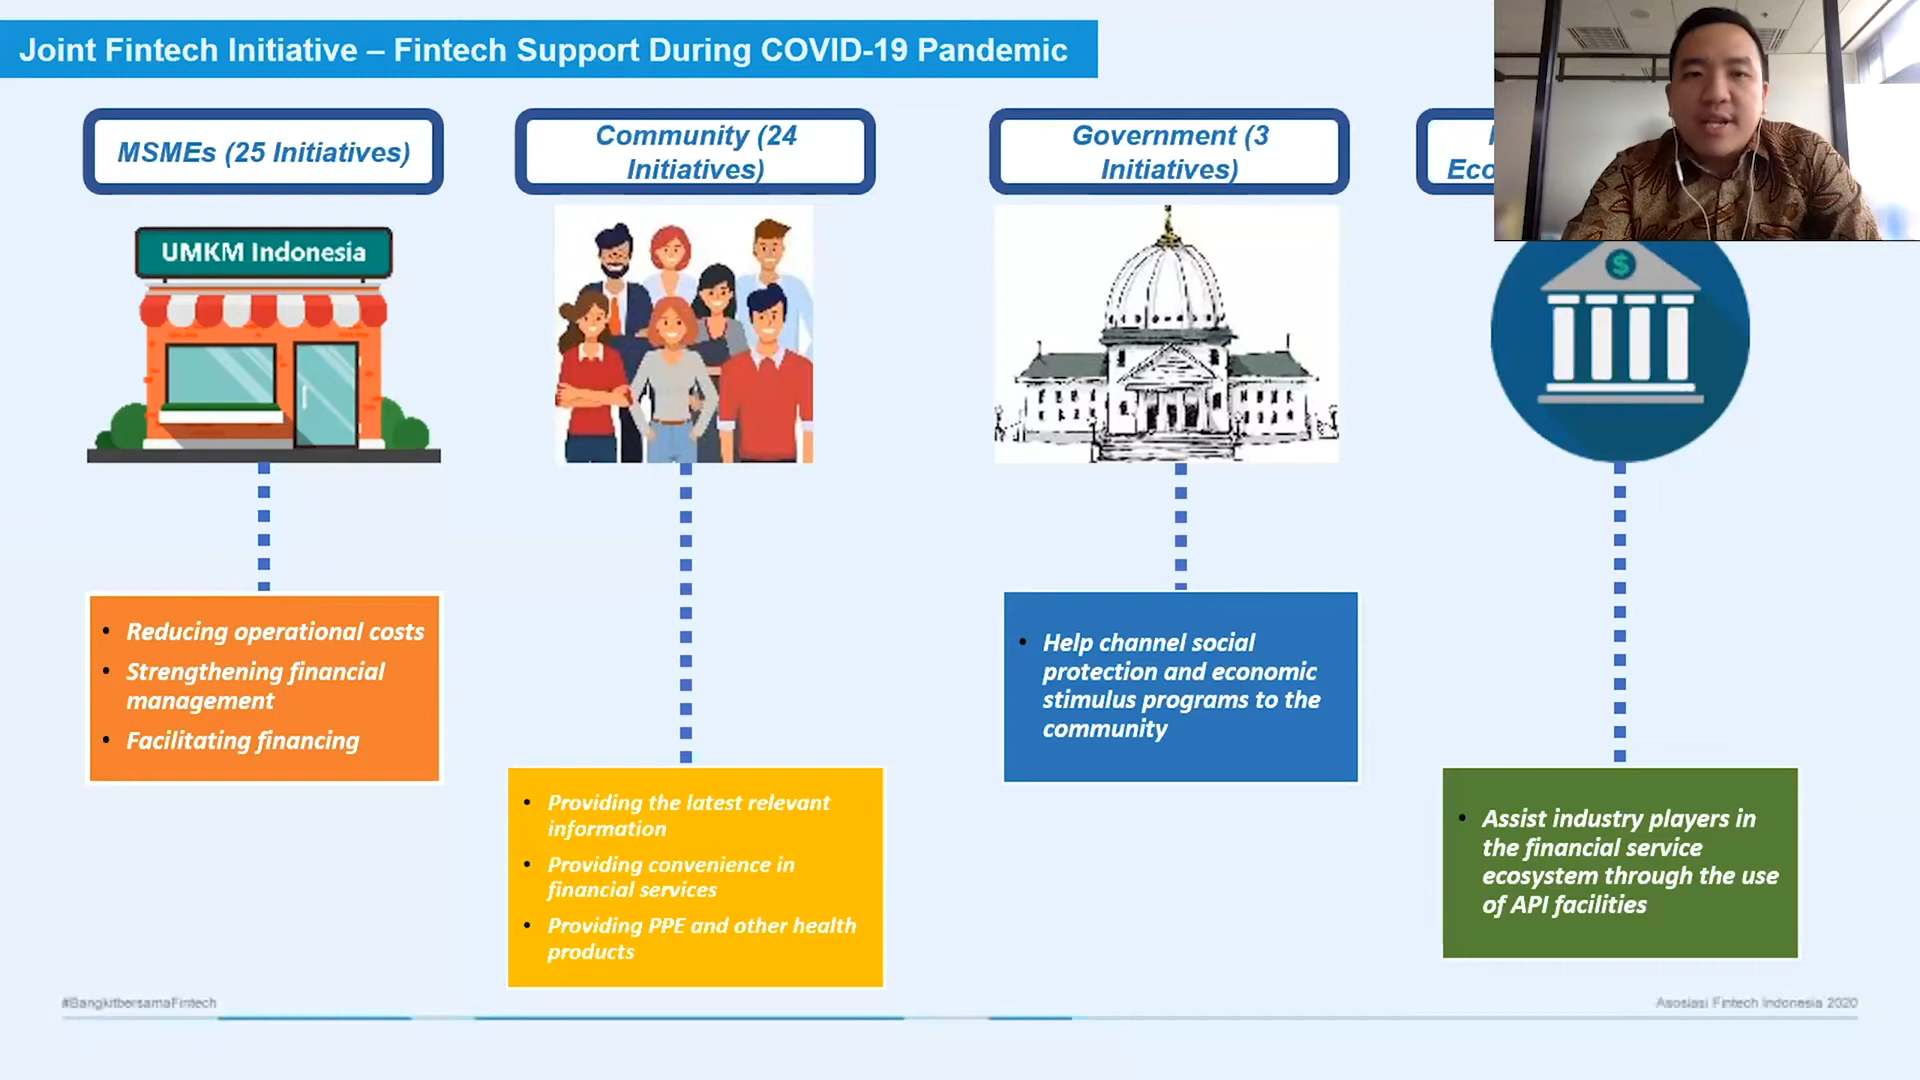 Joint Fintech Initiative – Fintech Support During COVID-19 Pandemic
MSMEs (25 Initiatives)
Community (24
Initiatives)
Government (3
Initiatives)
UMKM Indonesia
$
• Reducing operational costs
• Strengthening financial
management
• Facilitating financing
• Providing the latest relevant
information
• Providing convenience in
financial services
• Providing PPE and other health
products
• Help channel social
protection and economic
stimulus programs to the
community
• Assist industry players in
the financial service
ecosystem through the use
of API facilities
#BangkitbersamaFintech
Asosiasi Fintech Indonesia 2020